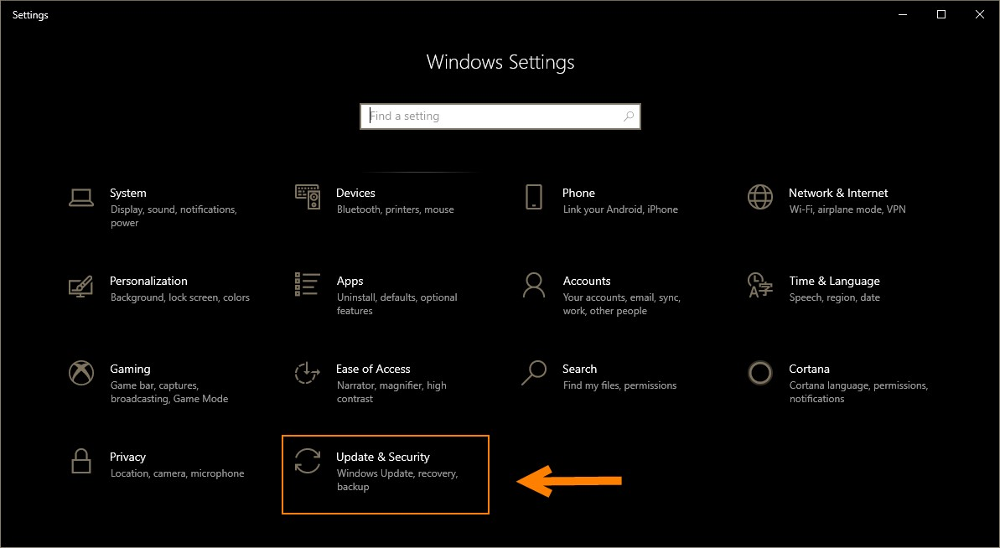 Settings
Windows Settings
Find a setting
System
Display, sound, notifications,
power
Devices
Bluetooth, printers, mouse
Phone
Link your Android, iPhone
Network & Internet
Wi-Fi, airplane mode, VPN
Personalization
Background, lock screen, colors
Apps
Uninstall, defaults, optional
features
Accounts
Your accounts, email, sync,
work, other people
Time & Language
Speech, region, date
Gaming
Game bar, captures,
broadcasting, Game Mode
Ease of Access
Narrator, magnifier, high
contrast
Search
Find my files, permissions
Cortana
Cortana language, permissions,
notifications
Privacy
Location, camera, microphone
Update & Security
Windows Update, recovery,
backup